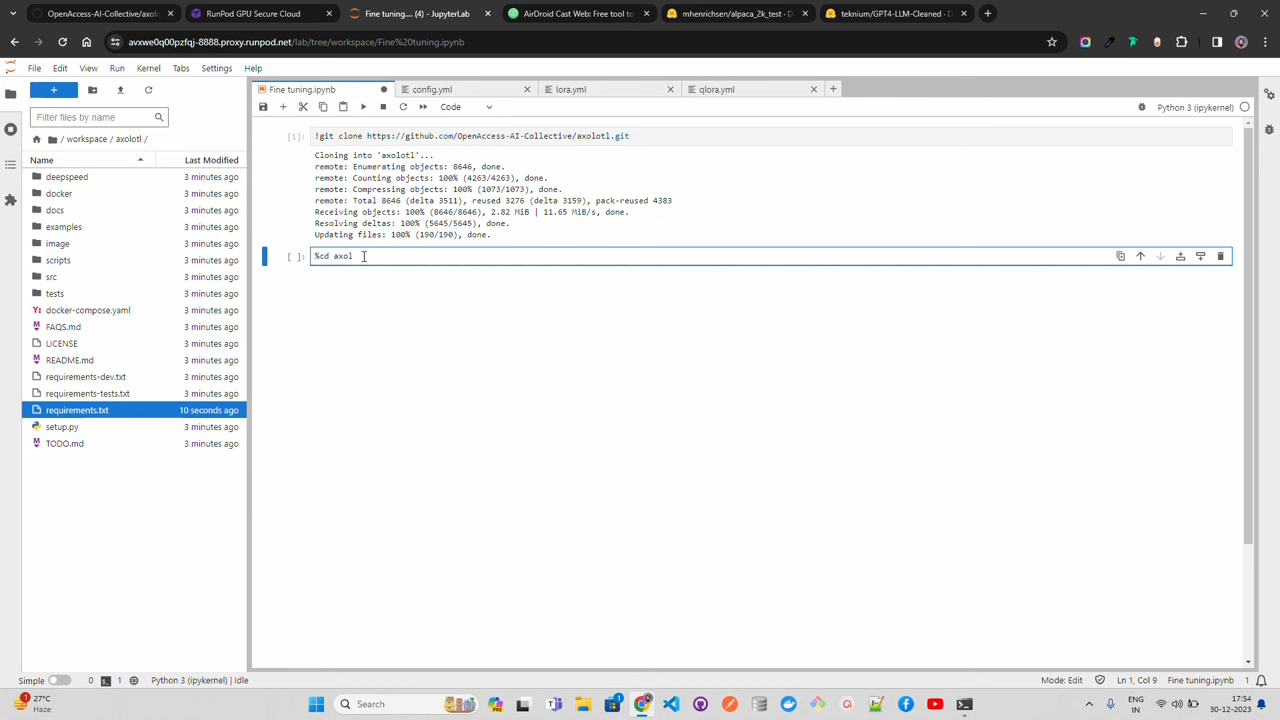 OpenAccess-AI-Collective/axol
RunPod GPU Secure Cloud
Fine tuning.... (4) - JupyterLab
AirDroid Cast Web: Free tool to
mhenrichsen/alpaca_2k_test · D
teknium/GPT4-LLM-Cleaned · D
avxwe0q00pzfqj-8888.proxy.runpod.net/lab/tree/workspace/Fine%20tuning.ipynb
File Edit View Run Kernel Tabs Settings Help
Fine tuning.ipynb
config.yml
lora.yml
qlora.yml
Code
Python 3 (ipykernel)
Filter files by name
/ workspace / axolotl /
Name Last Modified
deepspeed 3 minutes ago
docker 3 minutes ago
docs 3 minutes ago
examples 3 minutes ago
image 3 minutes ago
scripts 3 minutes ago
src 3 minutes ago
tests 3 minutes ago
docker-compose.yaml 3 minutes ago
FAQS.md 3 minutes ago
LICENSE 3 minutes ago
README.md 3 minutes ago
requirements-dev.txt 3 minutes ago
requirements-tests.txt 3 minutes ago
requirements.txt 10 seconds ago
setup.py 3 minutes ago
TODO.md 3 minutes ago
[1]: !git clone https://github.com/OpenAccess-AI-Collective/axolotl.git
Cloning into 'axolotl'...
remote: Enumerating objects: 8646, done.
remote: Counting objects: 100% (4263/4263), done.
remote: Compressing objects: 100% (1073/1073), done.
remote: Total 8646 (delta 3511), reused 3276 (delta 3159), pack-reused 4383
Receiving objects: 100% (8646/8646), 2.82 MiB | 11.65 MiB/s, done.
Resolving deltas: 100% (5645/5645), done.
Updating files: 100% (190/190), done.
[ ]: %cd axol
Simple 0 1 Python 3 (ipykernel) | Idle
Mode: Edit Ln 1, Col 9 Fine tuning.ipynb 1
27°C
Haze
Search
ENG
IN
17:54
30-12-2023